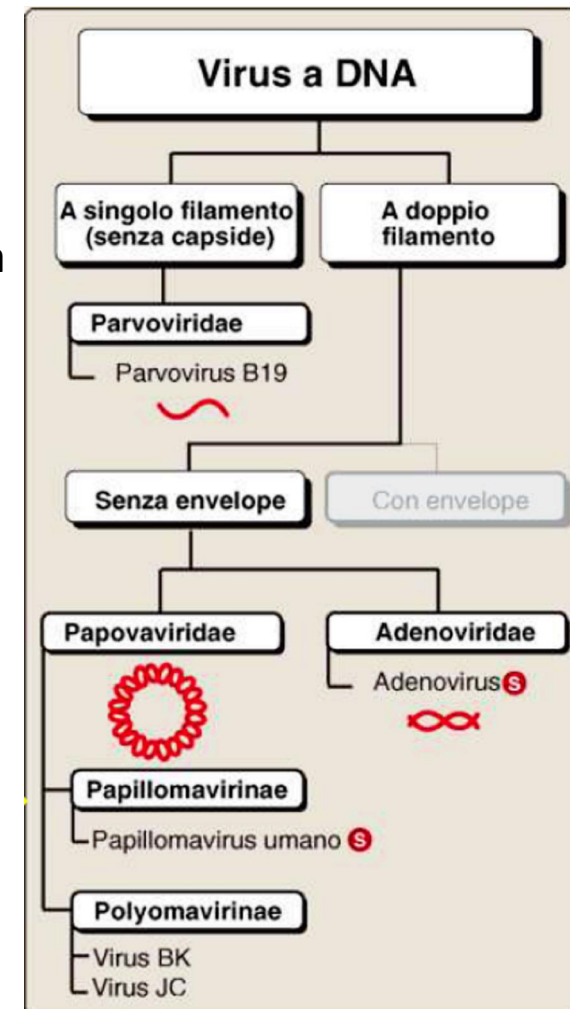 Virus a DNA
A singolo filamento
(senza capside)
A doppio
filamento
Parvoviridae
Parvovirus B19
Senza envelope
Con envelope
Papovaviridae
Adenoviridae
Adenovirus S
Papillomavirinae
Papillomavirus umano S
Polyomavirinae
Virus BK
Virus JC